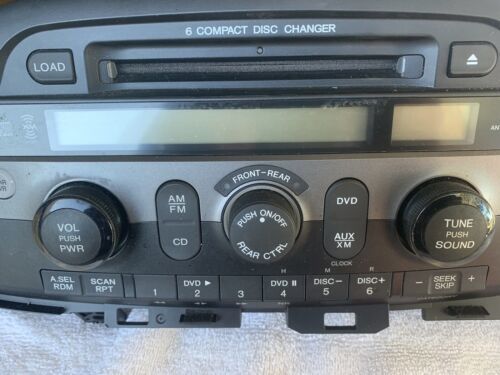 6 COMPACT DISC CHANGER
LOAD
FRONT-REAR
AM
FM
CD
DVD
AUX
XM
VOL
PUSH
PWR
PUSH ON/OFF
REAR CTRL
TUNE
PUSH
SOUND
CLOCK
H M R
A.SEL
RDM
SCAN
RPT
1
DVD ►
2
3
DVD II
4
DISC−
5
DISC+
6
− SEEK +
SKIP